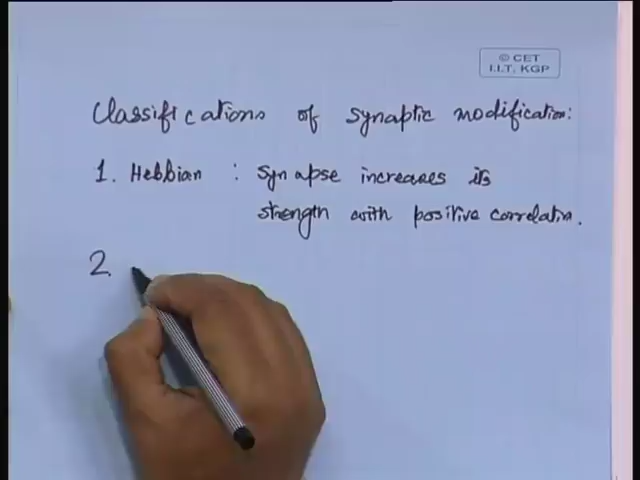 © CET
I.I.T. KGP
Classifications of synaptic modification:
1. Hebbian : Synapse increases its
strength with positive correlation.
2